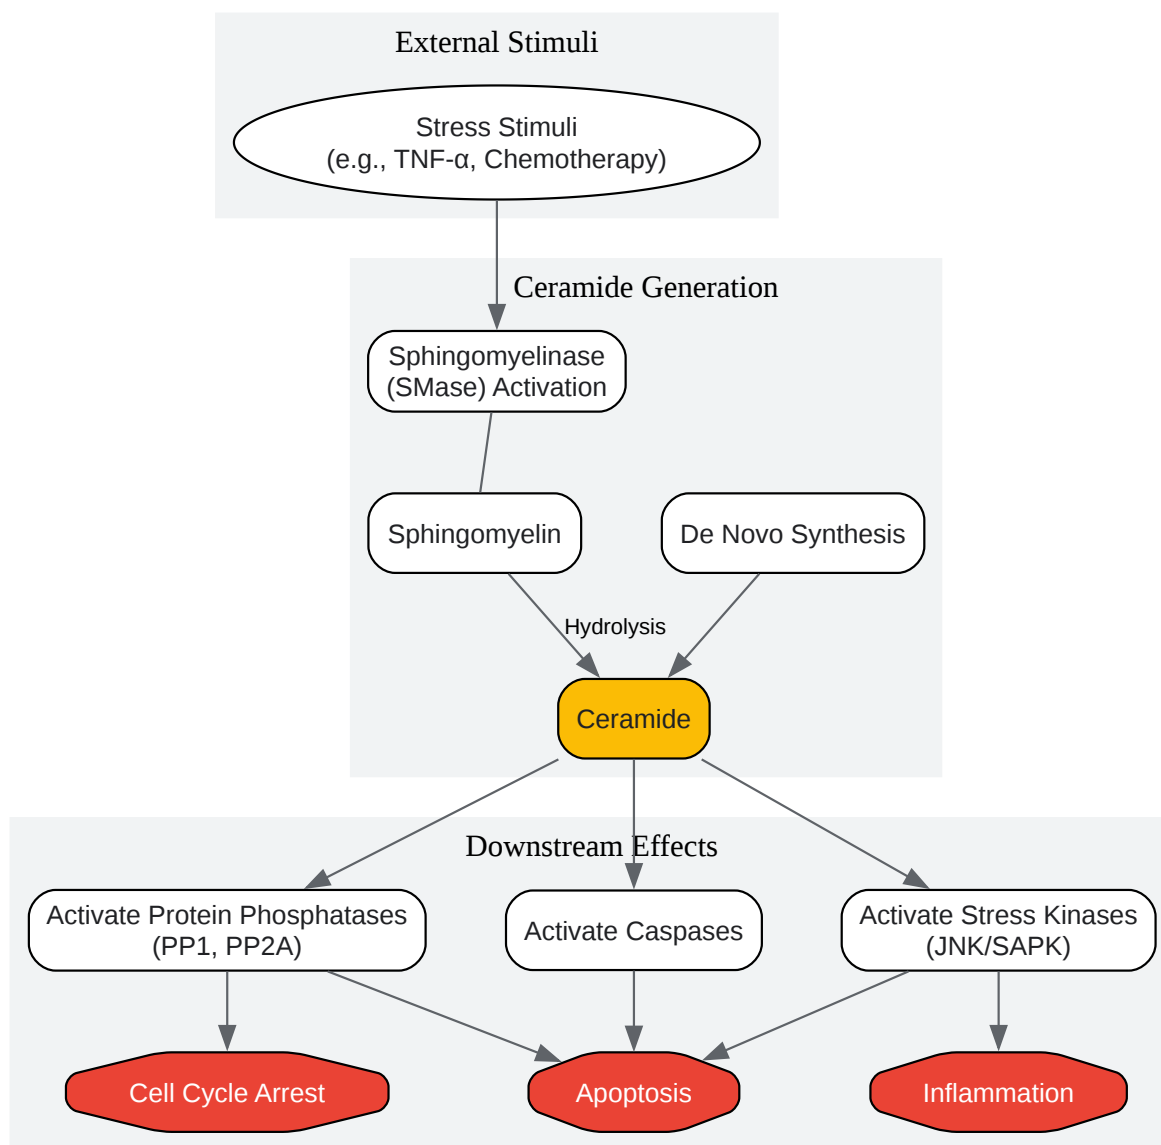 External Stimuli
Stress Stimuli
(e.g., TNF-α, Chemotherapy)
Ceramide Generation
Sphingomyelinase
(SMase) Activation
Sphingomyelin
De Novo Synthesis
Hydrolysis
Ceramide
Downstream Effects
Activate Protein Phosphatases
(PP1, PP2A)
Activate Caspases
Activate Stress Kinases
(JNK/SAPK)
Cell Cycle Arrest
Apoptosis
Inflammation